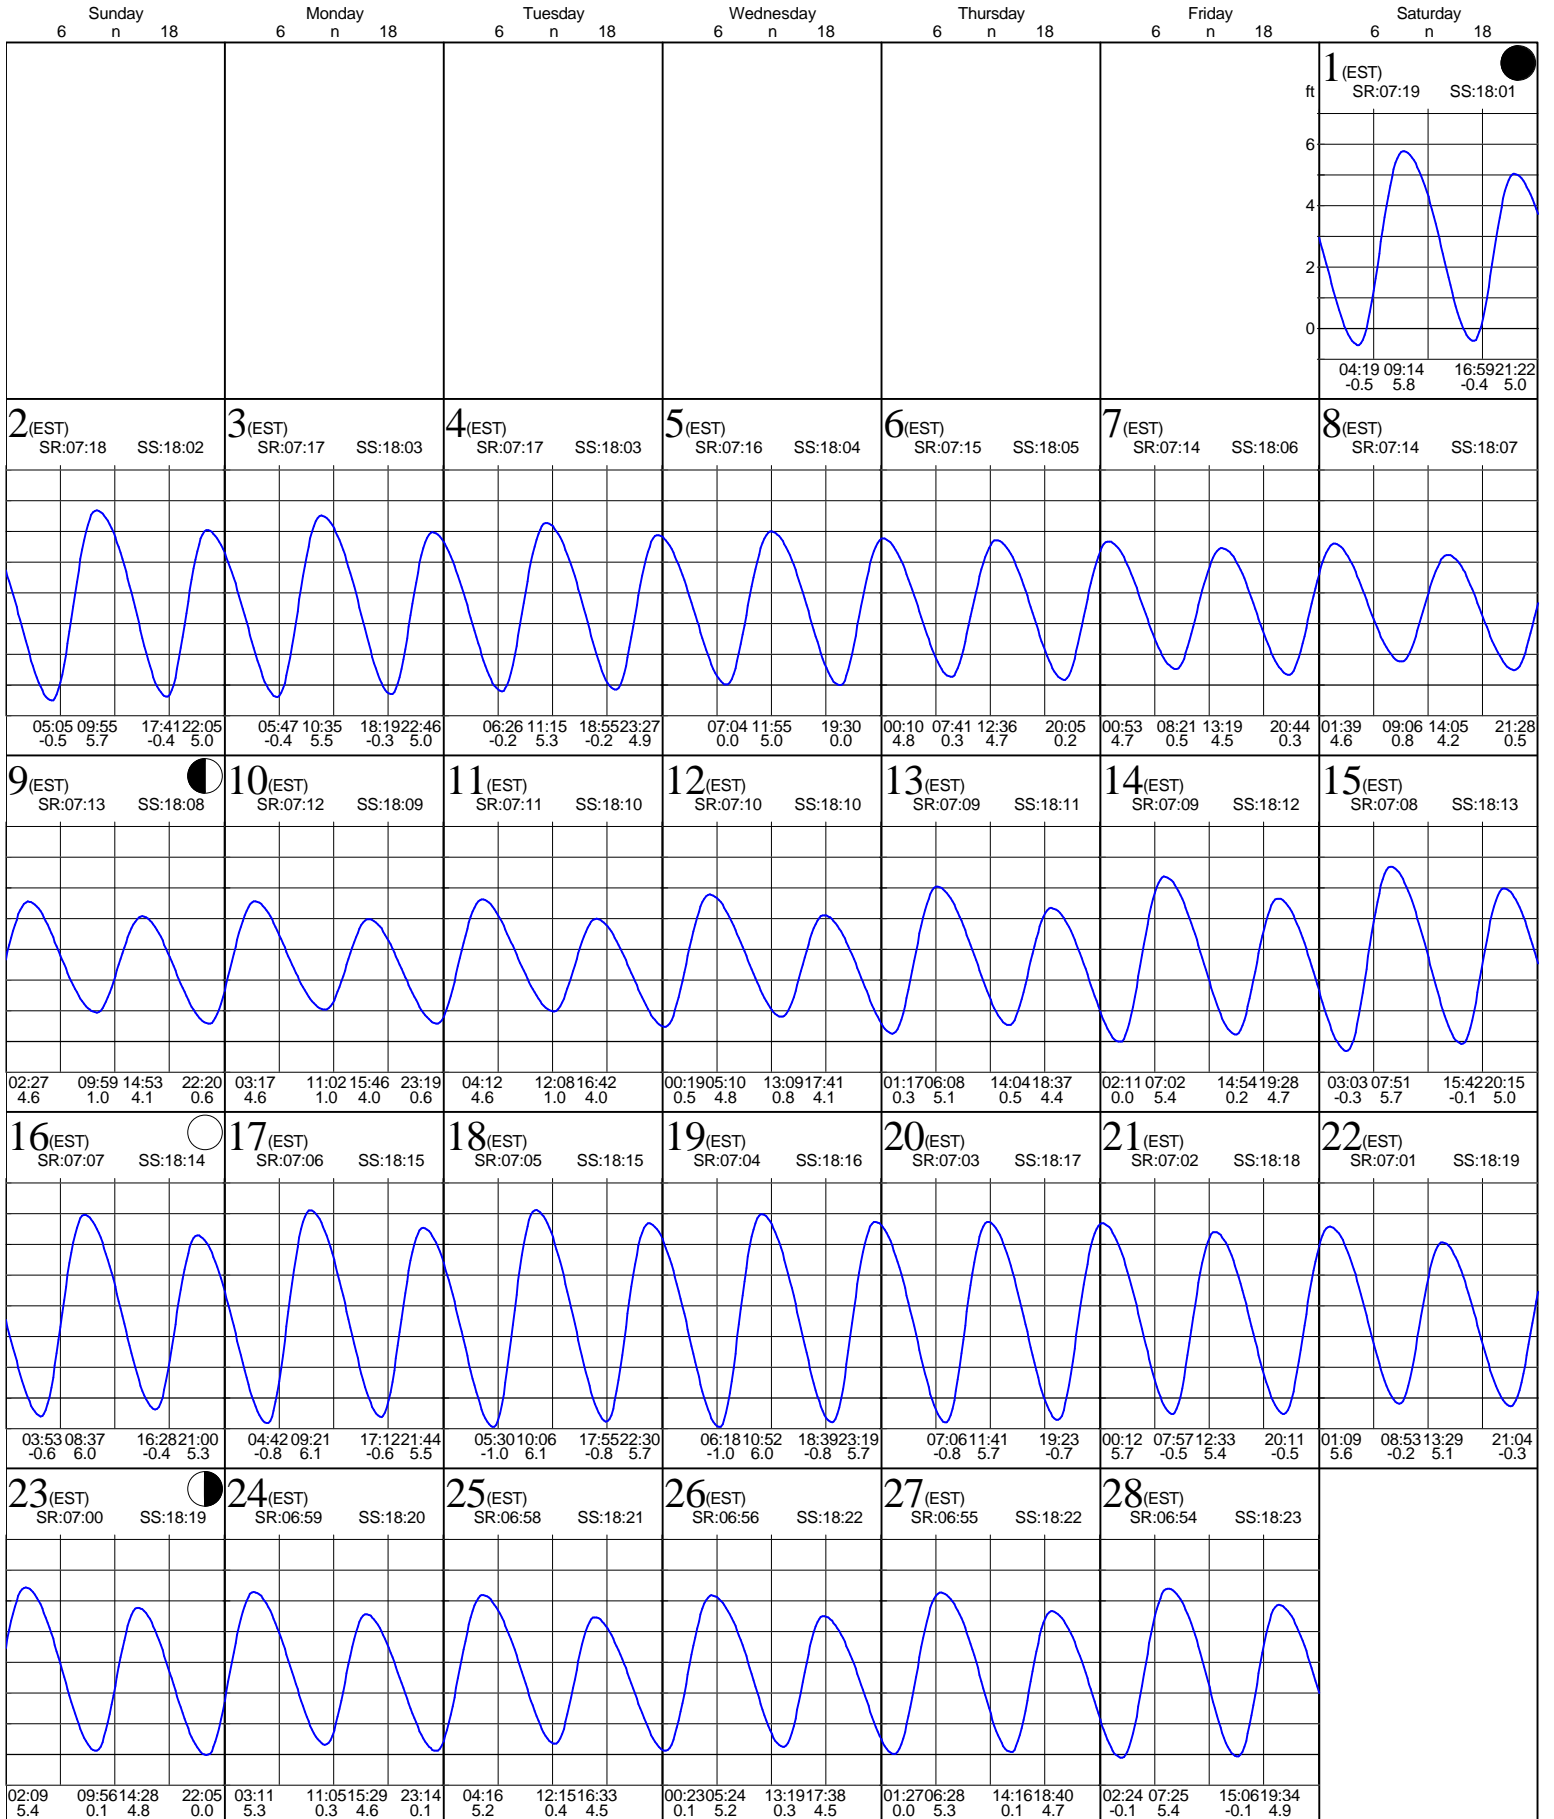 Sunday Monday Tuesday Wednesday Thursday Friday Saturday
6 n 18 6 n 18 6 n 18 6 n 18 6 n 18 6 n 18 6 n 18
1(EST)
ft SR:07:19 SS:18:01
6
4
2
0
04:19 09:14 16:59 21:22
-0.5 5.8 -0.4 5.0
2(EST) 3(EST) 4(EST) 5(EST) 6(EST) 7(EST) 8(EST)
SR:07:18 SS:18:02 SR:07:17 SS:18:03 SR:07:17 SS:18:03 SR:07:16 SS:18:04 SR:07:15 SS:18:05 SR:07:14 SS:18:06 SR:07:14 SS:18:07
05:05 09:55 17:41 22:05 05:47 10:35 18:19 22:46 06:26 11:15 18:55 23:27 07:04 11:55 19:30 00:10 07:41 12:36 20:05 00:53 08:21 13:19 20:44 01:39 09:06 14:05 21:28
-0.5 5.7 -0.4 5.0 -0.4 5.5 -0.3 5.0 -0.2 5.3 -0.2 4.9 0.0 5.0 0.0 4.8 0.3 4.7 0.2 4.7 0.5 4.5 0.3 4.6 0.8 4.2 0.5
9(EST) 10(EST) 11(EST) 12(EST) 13(EST) 14(EST) 15(EST)
SR:07:13 SS:18:08 SR:07:12 SS:18:09 SR:07:11 SS:18:10 SR:07:10 SS:18:10 SR:07:09 SS:18:11 SR:07:09 SS:18:12 SR:07:08 SS:18:13
02:27 09:59 14:53 22:20 03:17 11:02 15:46 23:19 04:12 12:08 16:42 00:19 05:10 13:09 17:41 01:17 06:08 14:04 18:37 02:11 07:02 14:54 19:28 03:03 07:51 15:42 20:15
4.6 1.0 4.1 0.6 4.6 1.0 4.0 0.6 4.6 1.0 4.0 0.5 4.8 0.8 4.1 0.3 5.1 0.5 4.4 0.0 5.4 0.2 4.7 -0.3 5.7 -0.1 5.0
16(EST) 17(EST) 18(EST) 19(EST) 20(EST) 21(EST) 22(EST)
SR:07:07 SS:18:14 SR:07:06 SS:18:15 SR:07:05 SS:18:15 SR:07:04 SS:18:16 SR:07:03 SS:18:17 SR:07:02 SS:18:18 SR:07:01 SS:18:19
03:53 08:37 16:28 21:00 04:42 09:21 17:12 21:44 05:30 10:06 17:55 22:30 06:18 10:52 18:39 23:19 07:06 11:41 19:23 00:12 07:57 12:33 20:11 01:09 08:53 13:29 21:04
-0.6 6.0 -0.4 5.3 -0.8 6.1 -0.6 5.5 -1.0 6.1 -0.8 5.7 -1.0 6.0 -0.8 5.7 -0.8 5.7 -0.7 5.7 -0.5 5.4 -0.5 5.6 -0.2 5.1 -0.3
23(EST) 24(EST) 25(EST) 26(EST) 27(EST) 28(EST)
SR:07:00 SS:18:19 SR:06:59 SS:18:20 SR:06:58 SS:18:21 SR:06:56 SS:18:22 SR:06:55 SS:18:22 SR:06:54 SS:18:23
02:09 09:56 14:28 22:05 03:11 11:05 15:29 23:14 04:16 12:15 16:33 00:23 05:24 13:19 17:38 01:27 06:28 14:16 18:40 02:24 07:25 15:06 19:34
5.4 0.1 4.8 0.0 5.3 0.3 4.6 0.1 5.2 0.4 4.5 0.1 5.2 0.3 4.5 0.0 5.3 0.1 4.7 -0.1 5.4 -0.1 4.9